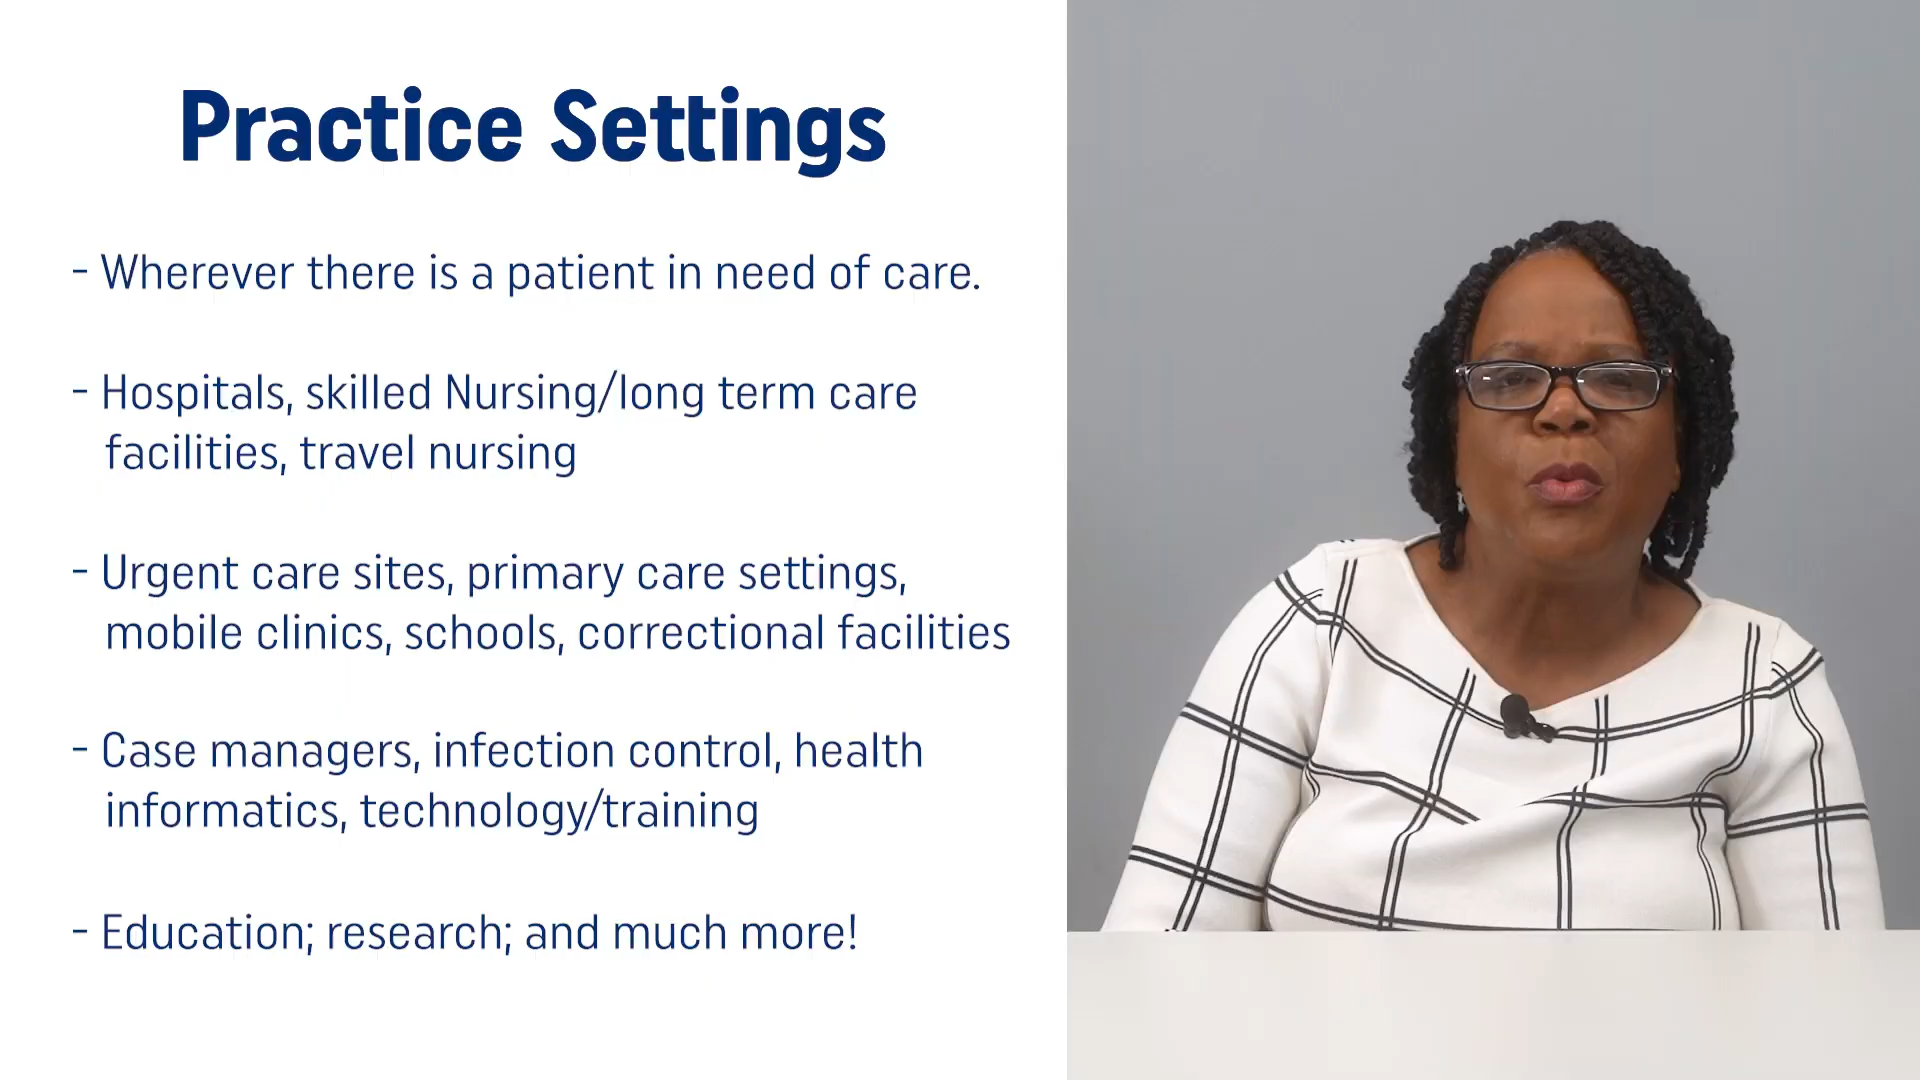 Practice Settings
- Wherever there is a patient in need of care.
- Hospitals, skilled Nursing/long term care
facilities, travel nursing
- Urgent care sites, primary care settings,
mobile clinics, schools, correctional facilities
- Case managers, infection control, health
informatics, technology/training
- Education; research; and much more!